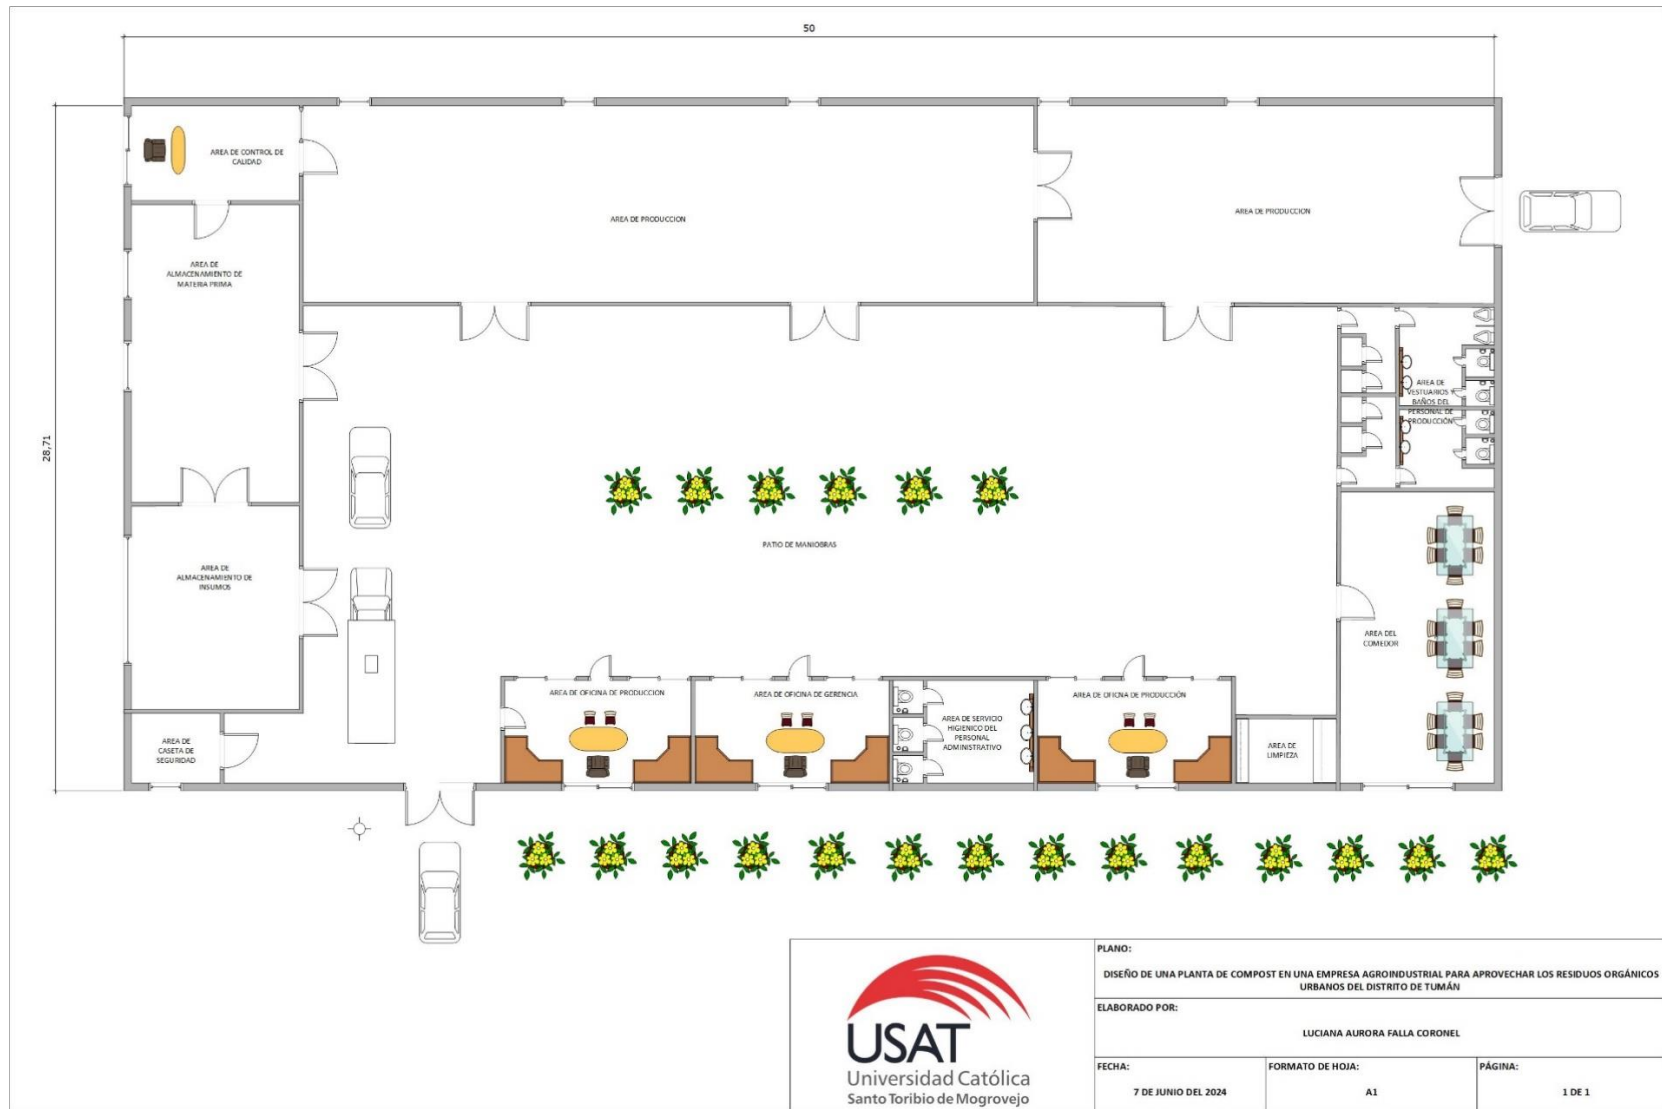 50
28,71
AREA DE CONTROL DE
CALIDAD
AREA DE PRODUCCION
AREA DE PRODUCCION
AREA DE
ALMACENAMIENTO DE
MATERIA PRIMA
AREA DE
VESTUARIOS Y
BAÑOS DEL
PERSONAL DE
PRODUCCIÓN
PATIO DE MANIOBRAS
AREA DE
ALMACENAMIENTO DE
INSUMOS
AREA DEL
COMEDOR
AREA DE OFICINA DE PRODUCCION
AREA DE OFICINA DE GERENCIA
AREA DE SERVICIO
HIGIENICO DEL
PERSONAL
ADMINISTRATIVO
AREA DE OFICINA DE PRODUCCIÓN
AREA DE
LIMPIEZA
AREA DE
CASETA DE
SEGURIDAD
USAT
Universidad Católica
Santo Toribio de Mogrovejo
PLANO:
DISEÑO DE UNA PLANTA DE COMPOST EN UNA EMPRESA AGROINDUSTRIAL PARA APROVECHAR LOS RESIDUOS ORGÁNICOS
URBANOS DEL DISTRITO DE TUMÁN
ELABORADO POR:
LUCIANA AURORA FALLA CORONEL
FECHA:
7 DE JUNIO DEL 2024
FORMATO DE HOJA:
A1
PÁGINA:
1 DE 1